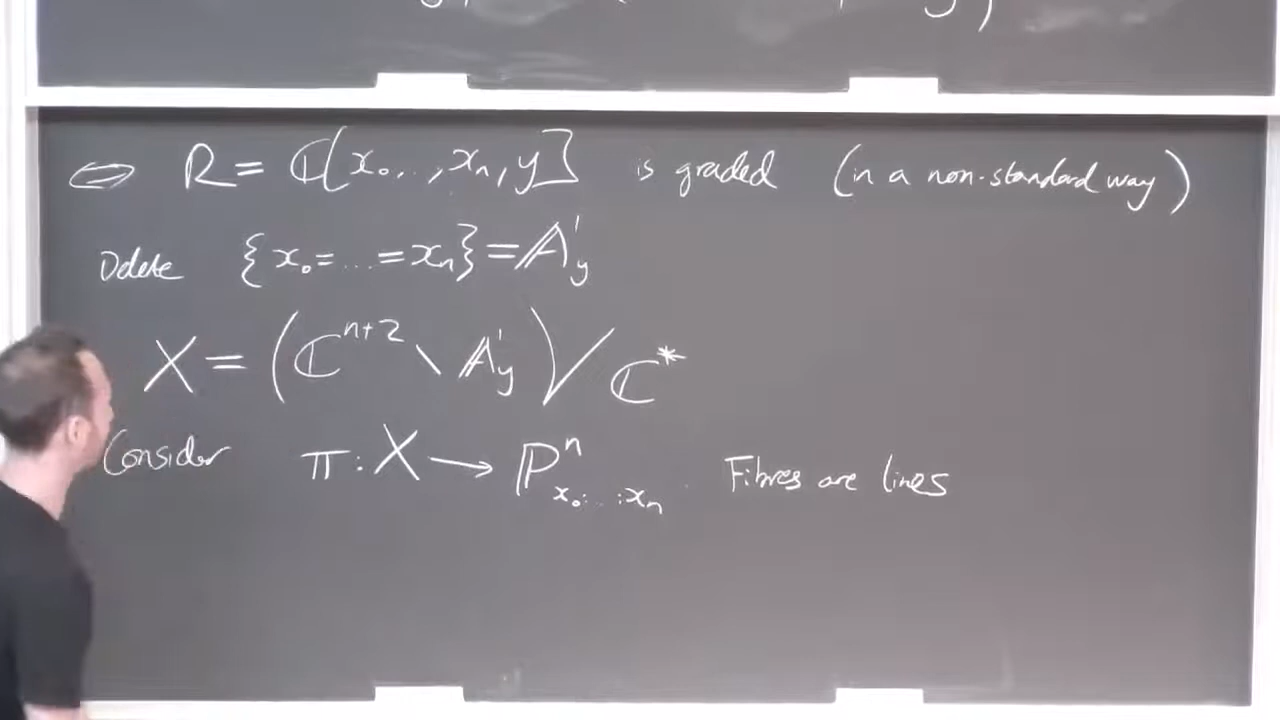 ⇔ R = ℂ[x₀,..,xₙ,y] is graded (in a non-standard way)
Delete {x₀=...=xₙ} = 𝔸¹_y
X = (ℂⁿ⁺² \ 𝔸¹_y) / ℂ*
Consider π: X → ℙⁿ_{x₀:...:xₙ} Fibres are lines